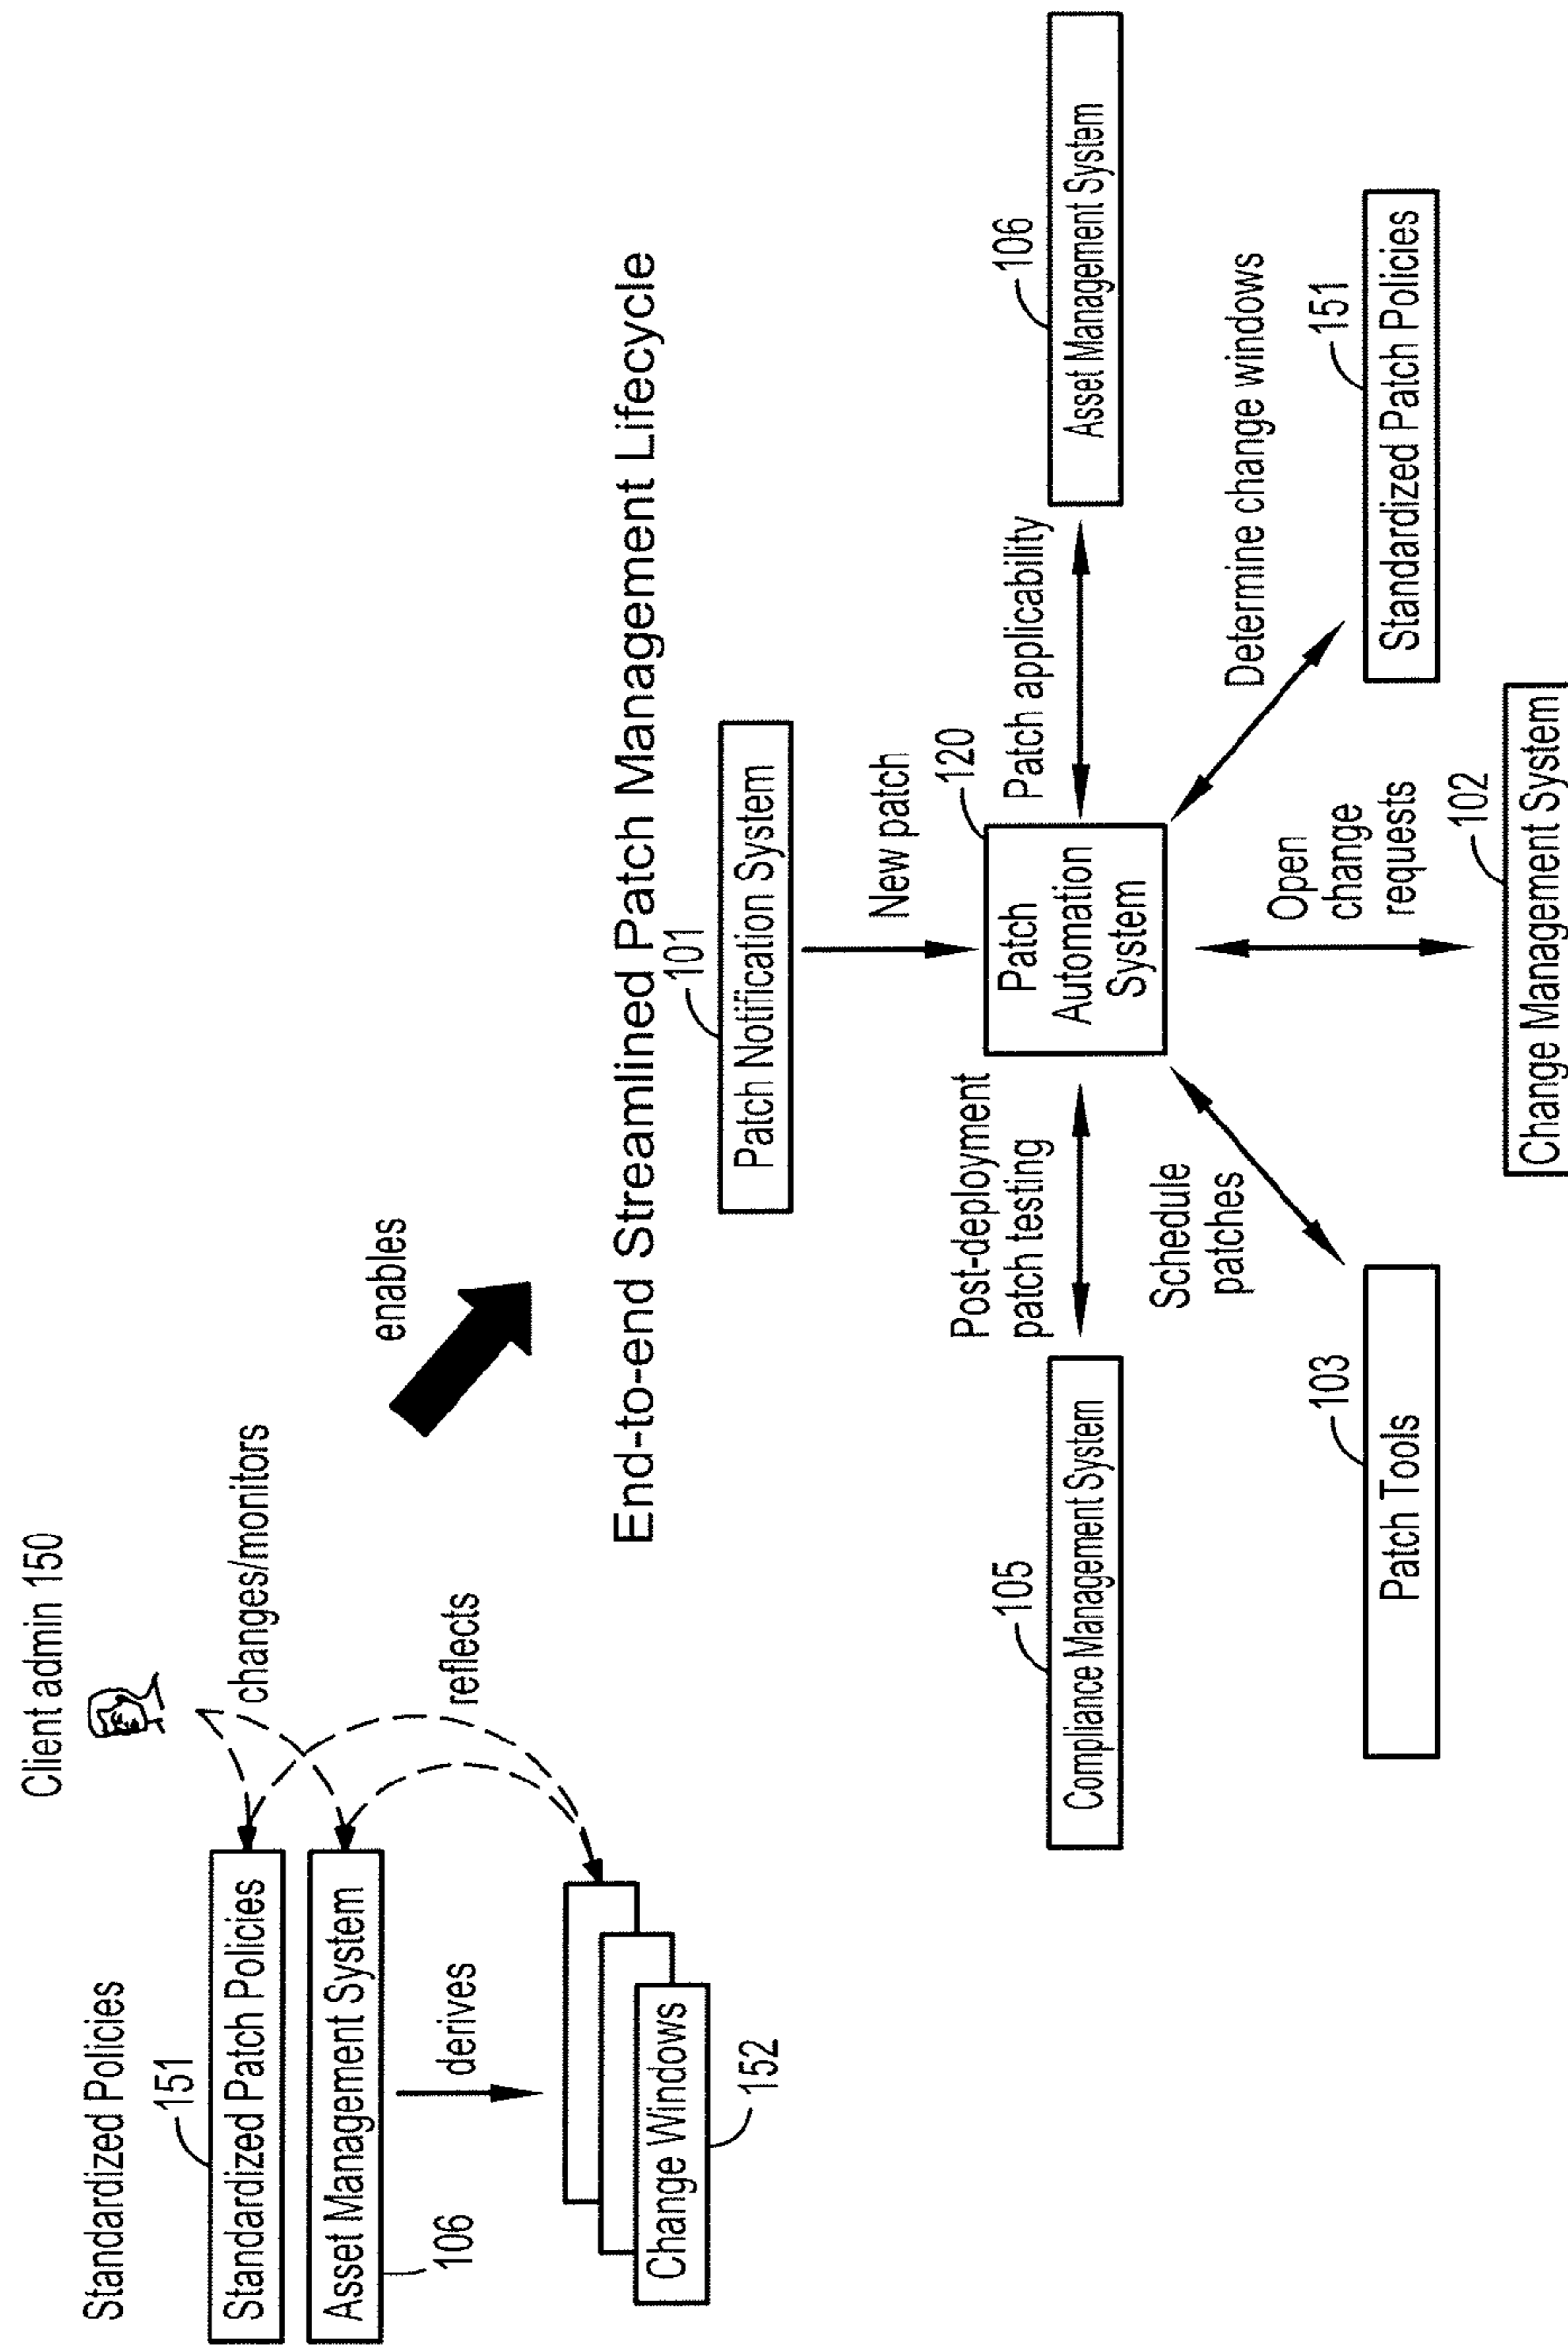 Client admin 150
Standardized Policies
151
Standardized Patch Policies
changes/monitors
Asset Management System
106
derives
reflects
Change Windows
152
enables
End-to-end Streamlined Patch Management Lifecycle
101
Patch Notification System
New patch
120
Patch
Automation
System
Patch applicability
106
Asset Management System
Determine change windows
151
Standardized Patch Policies
Open
change
requests
102
Change Management System
Schedule
patches
103
Patch Tools
Post-deployment
patch testing
105
Compliance Management System